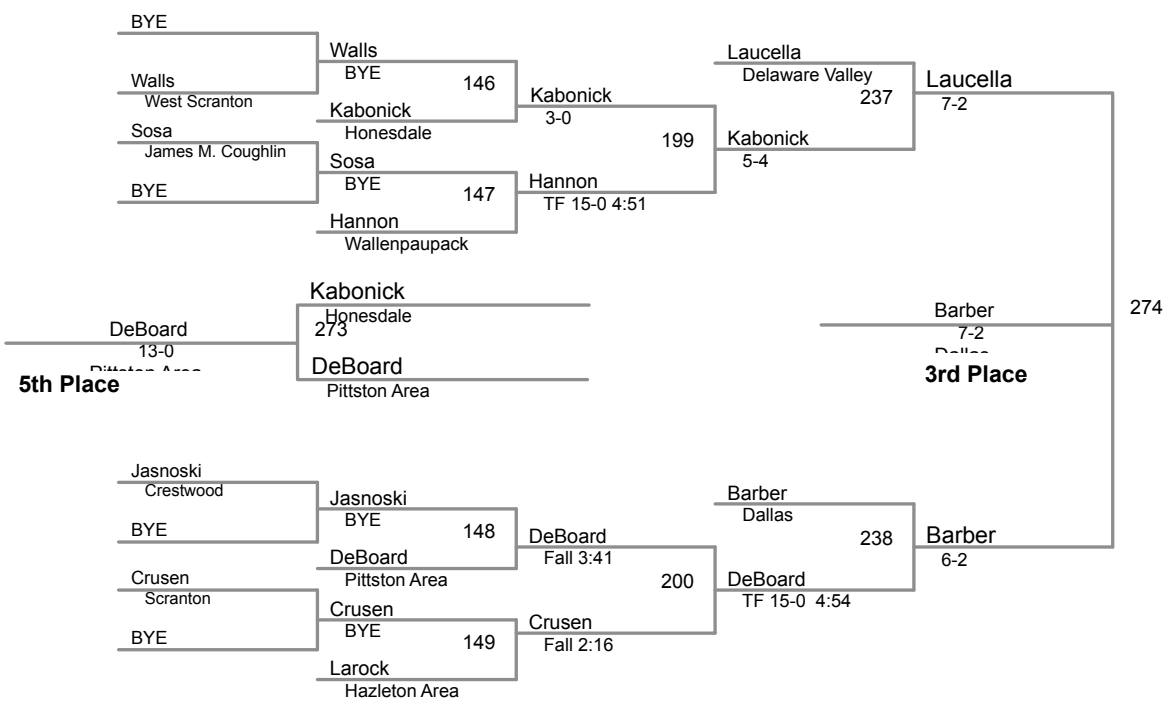 BYE
Walls
West Scranton
Sosa
James M. Coughlin
BYE
Walls
BYE
146
Kabonick
Honesdale
Sosa
BYE
147
Hannon
Wallenpaupack
Kabonick
3-0
199
Hannon
TF 15-0 4:51
Laucella
Delaware Valley
237
Kabonick
5-4
Laucella
7-2
Kabonick
Honesdale
273
DeBoard
Pittston Area
DeBoard
13-0
Pittston Area
5th Place
Barber
7-2
Dallas
3rd Place
274
Jasnoski
Crestwood
BYE
Crusen
Scranton
BYE
Jasnoski
BYE
148
DeBoard
Pittston Area
Crusen
BYE
149
Larock
Hazleton Area
DeBoard
Fall 3:41
200
Crusen
Fall 2:16
Barber
Dallas
238
DeBoard
TF 15-0 4:54
Barber
6-2